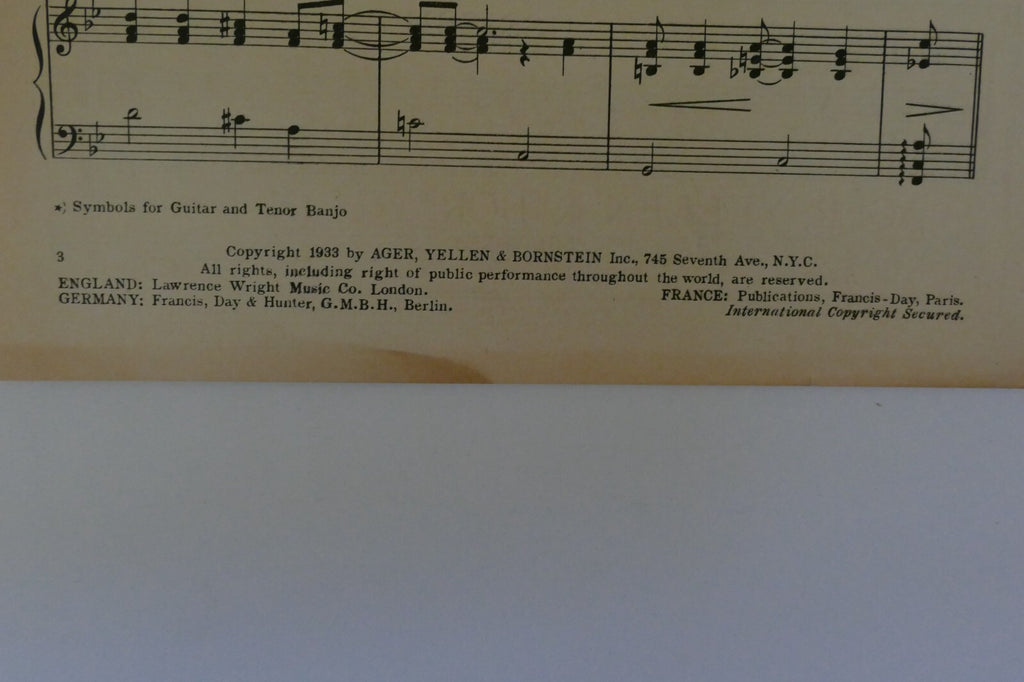 *) Symbols for Guitar and Tenor Banjo
3 Copyright 1933 by AGER, YELLEN & BORNSTEIN Inc., 745 Seventh Ave., N.Y.C.
All rights, including right of public performance throughout the world, are reserved.
ENGLAND: Lawrence Wright Music Co. London.
FRANCE: Publications, Francis-Day, Paris.
GERMANY: Francis, Day & Hunter, G.M.B.H., Berlin.
International Copyright Secured.